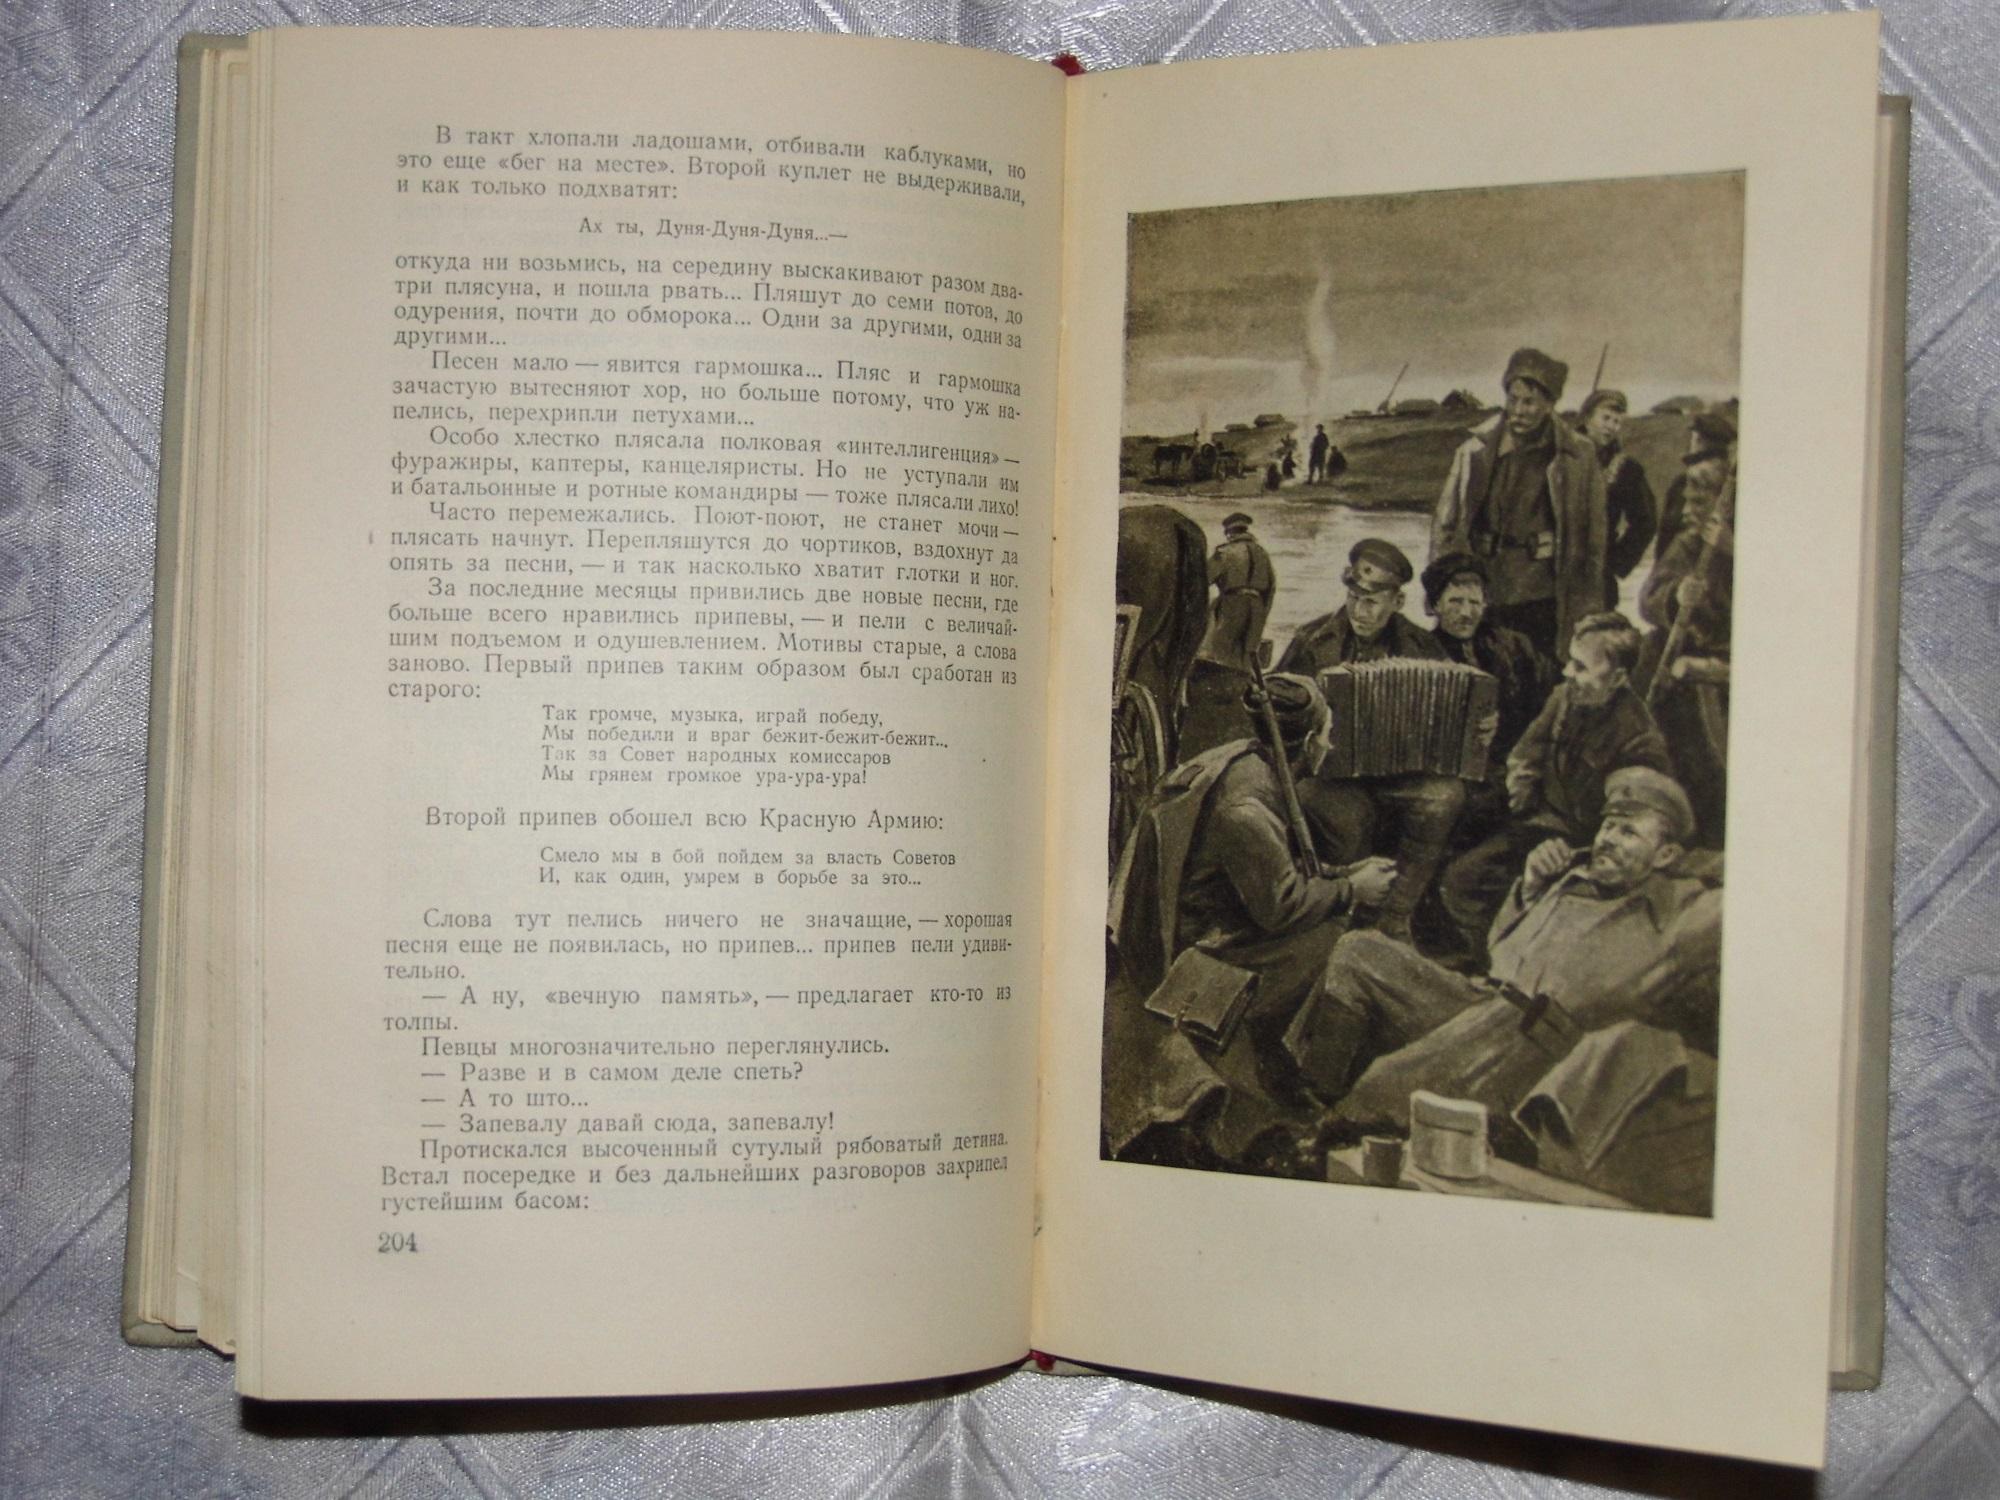 В такт хлопали ладошами, отбивали каблуками, но
это еще «бег на месте». Второй куплет не выдерживали,
и как только подхватят:
Ах ты, Дуня-Дуня-Дуня...—
откуда ни возьмись, на середину выскакивают разом два-
три плясуна, и пошла рвать... Пляшут до семи потов, до
одурения, почти до обморока... Одни за другими, одни за
другими...
Песен мало — явится гармошка... Пляс и гармошка
зачастую вытесняют хор, но больше потому, что уж на-
пелись, перехрипли петухами...
Особо хлестко плясала полковая «интеллигенция» —
фуражиры, каптеры, канцеляристы. Но не уступали им
и батальонные и ротные командиры — тоже плясали лихо!
Часто перемежались. Поют-поют, не станет мочи —
плясать начнут. Перепляшутся до чортиков, вздохнут да
опять за песни, — и так насколько хватит глотки и ног.
За последние месяцы привились две новые песни, где
больше всего нравились припевы, — и пели с величай-
шим подъемом и одушевлением. Мотивы старые, а слова
заново. Первый припев таким образом был сработан из
старого:
Так громче, музыка, играй победу,
Мы победили и враг бежит-бежит-бежит...
Так за Совет народных комиссаров
Мы грянем громкое ура-ура-ура!
Второй припев обошел всю Красную Армию:
Смело мы в бой пойдем за власть Советов
И, как один, умрем в борьбе за это...
Слова тут пелись ничего не значащие, — хорошая
песня еще не появилась, но припев... припев пели удиви-
тельно.
— А ну, «вечную память», — предлагает кто-то из
толпы.
Певцы многозначительно переглянулись.
— Разве и в самом деле спеть?
— А то што...
— Запевалу давай сюда, запевалу!
Протискался высоченный сутулый рябоватый детина.
Встал посередке и без дальнейших разговоров захрипел
густейшим басом:
204